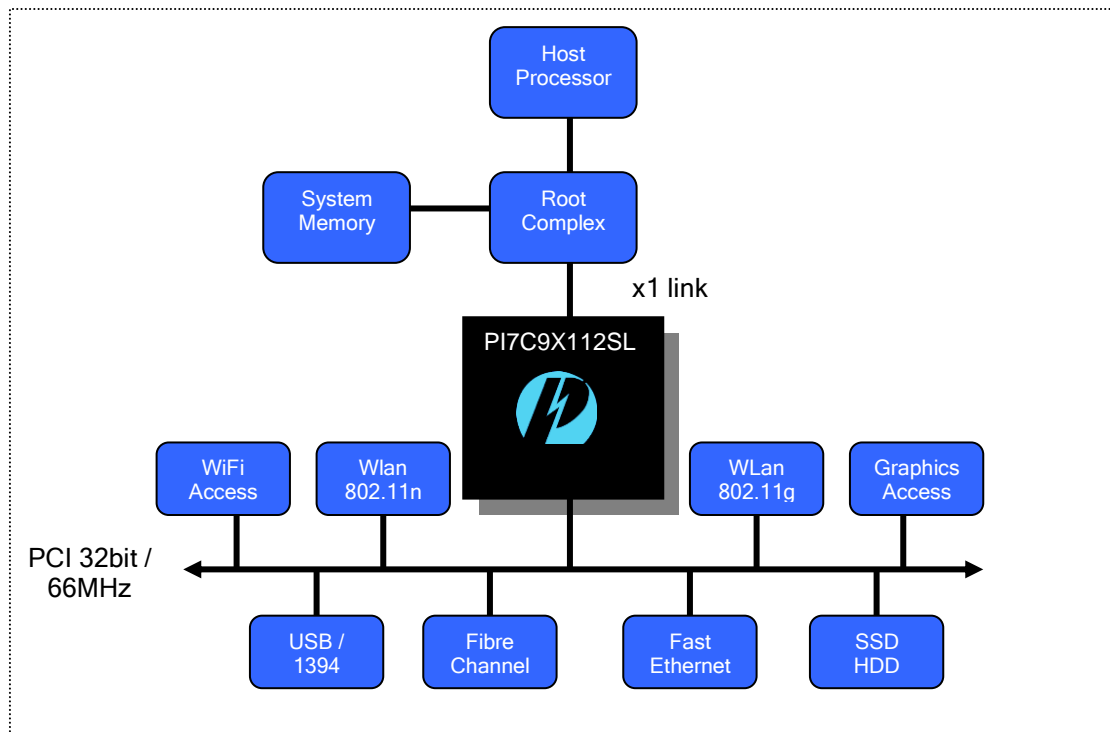 Host
Processor
System
Memory
Root
Complex
x1 link
PI7C9X112SL
WiFi
Access
Wlan
802.11n
WLan
802.11g
Graphics
Access
PCI 32bit /
66MHz
USB /
1394
Fibre
Channel
Fast
Ethernet
SSD
HDD